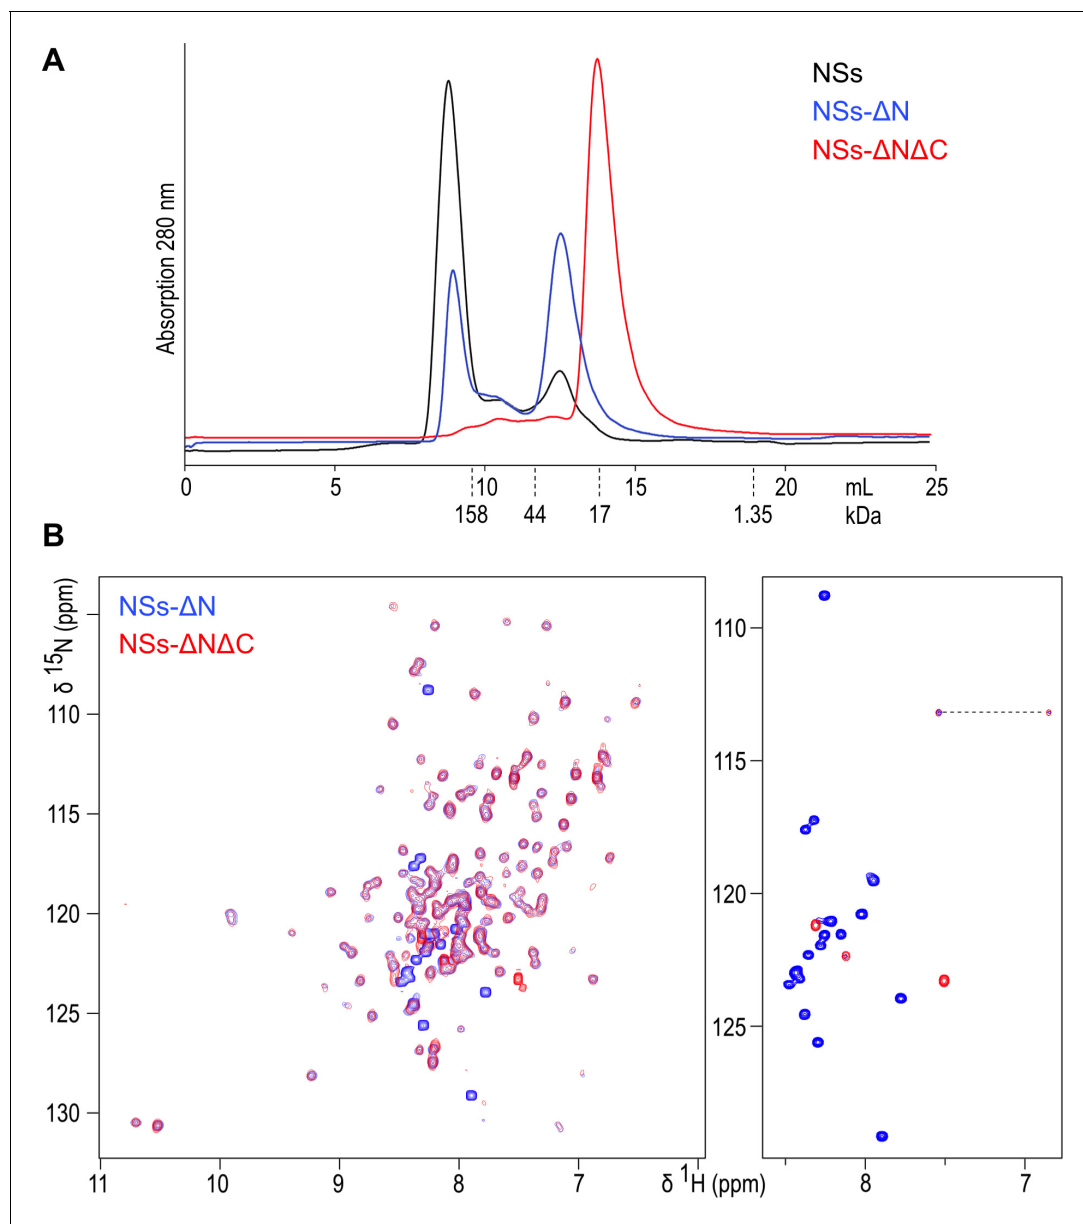 A
NSs
NSs-ΔN
NSs-ΔNΔC
Absorption 280 nm
0 5 10 15 20 mL 25
158 44 17 1.35 kDa
B
NSs-ΔN
NSs-ΔNΔC
δ ¹⁵N (ppm)
110
115
120
125
130
11 10 9 8 7 δ ¹H (ppm)
110
115
120
125
8 7